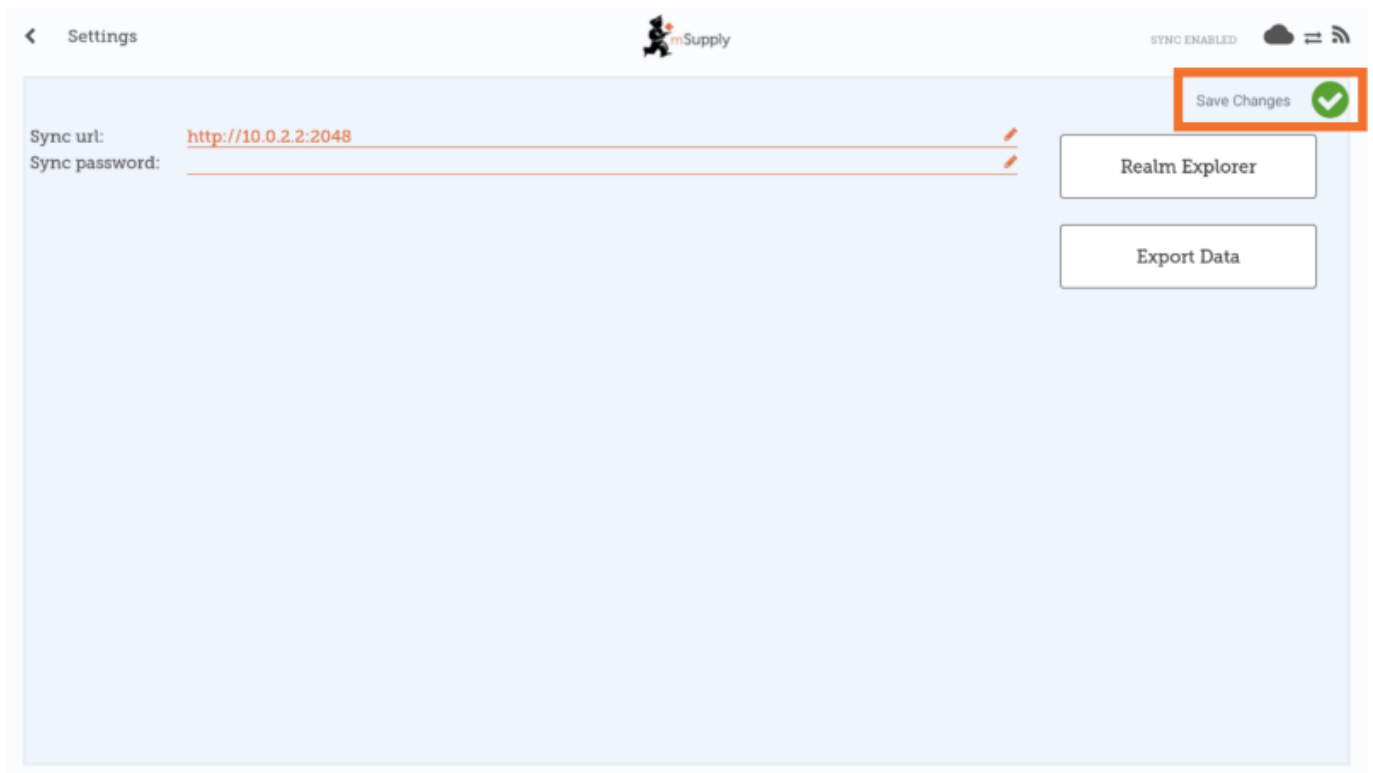 Settings
mSupply
SYNC ENABLED
Save Changes
Sync url: http://10.0.2.2:2048
Sync password:
Realm Explorer
Export Data